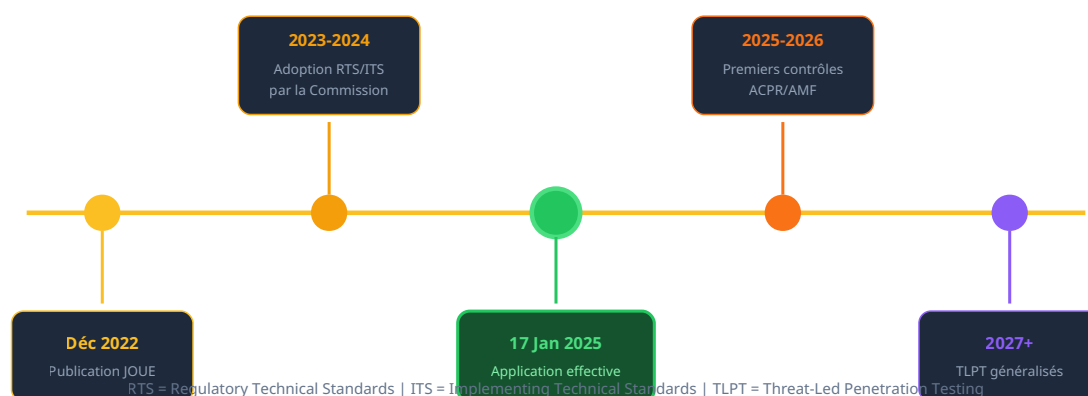 2023-2024
Adoption RTS/ITS
par la Commission
2025-2026
Premiers contrôles
ACPR/AMF
Déc 2022
Publication JOUE
17 Jan 2025
Application effective
2027+
TLPT généralisés
RTS = Regulatory Technical Standards | ITS = Implementing Technical Standards | TLPT = Threat-Led Penetration Testing